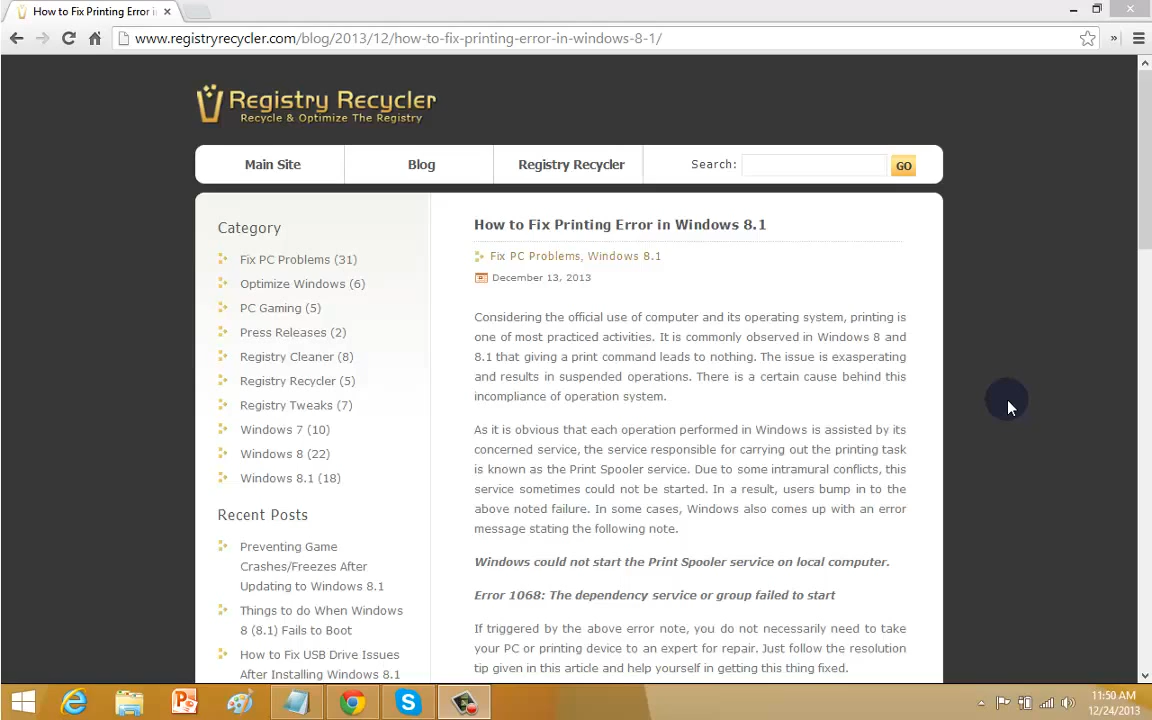 How to Fix Printing Error i
www.registryrecycler.com/blog/2013/12/how-to-fix-printing-error-in-windows-8-1/
Registry Recycler
Recycle & Optimize The Registry
Main Site
Blog
Registry Recycler
Search:
GO
Category
Fix PC Problems (31)
Optimize Windows (6)
PC Gaming (5)
Press Releases (2)
Registry Cleaner (8)
Registry Recycler (5)
Registry Tweaks (7)
Windows 7 (10)
Windows 8 (22)
Windows 8.1 (18)
Recent Posts
Preventing Game
Crashes/Freezes After
Updating to Windows 8.1
Things to do When Windows
8 (8.1) Fails to Boot
How to Fix USB Drive Issues
After Installing Windows 8.1
How to Fix Printing Error in Windows 8.1
Fix PC Problems, Windows 8.1
December 13, 2013
Considering the official use of computer and its operating system, printing is
one of most practiced activities. It is commonly observed in Windows 8 and
8.1 that giving a print command leads to nothing. The issue is exasperating
and results in suspended operations. There is a certain cause behind this
incompliance of operation system.
As it is obvious that each operation performed in Windows is assisted by its
concerned service, the service responsible for carrying out the printing task
is known as the Print Spooler service. Due to some intramural conflicts, this
service sometimes could not be started. In a result, users bump in to the
above noted failure. In some cases, Windows also comes up with an error
message stating the following note.
Windows could not start the Print Spooler service on local computer.
Error 1068: The dependency service or group failed to start
If triggered by the above error note, you do not necessarily need to take
your PC or printing device to an expert for repair. Just follow the resolution
tip given in this article and help yourself in getting this thing fixed.
11:50 AM
12/24/2013